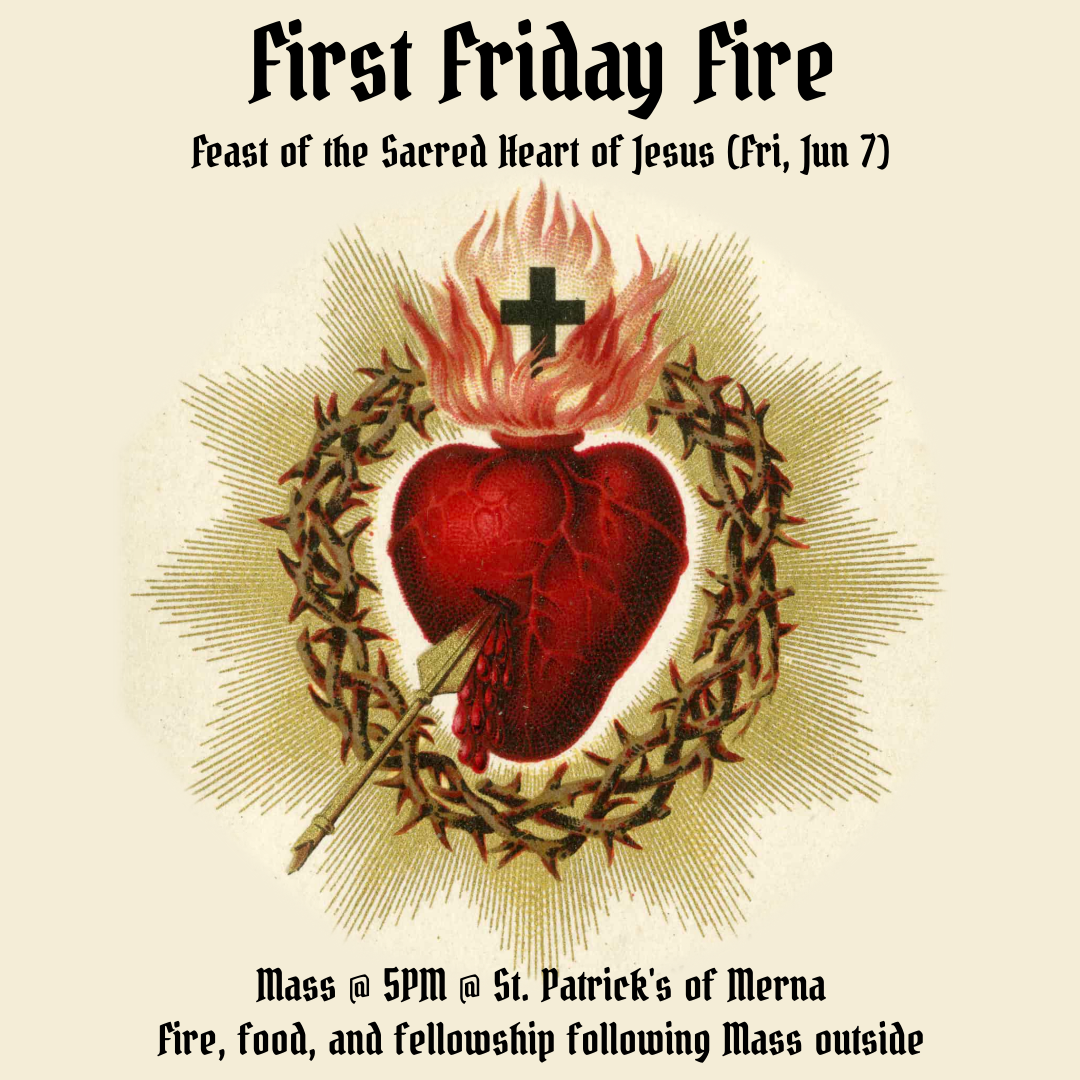 First Friday Fire
Feast of the Sacred Heart of Jesus (Fri, Jun 7)
Mass @ 5PM @ St. Patrick's of Merna
Fire, food, and fellowship following Mass outside